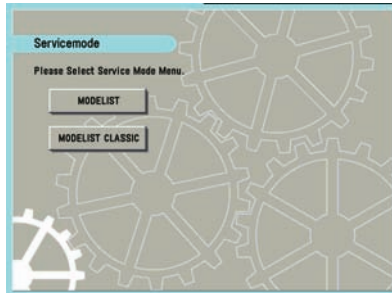 Servicemode
Please Select Service Mode Menu.
MODELIST
MODELIST CLASSIC